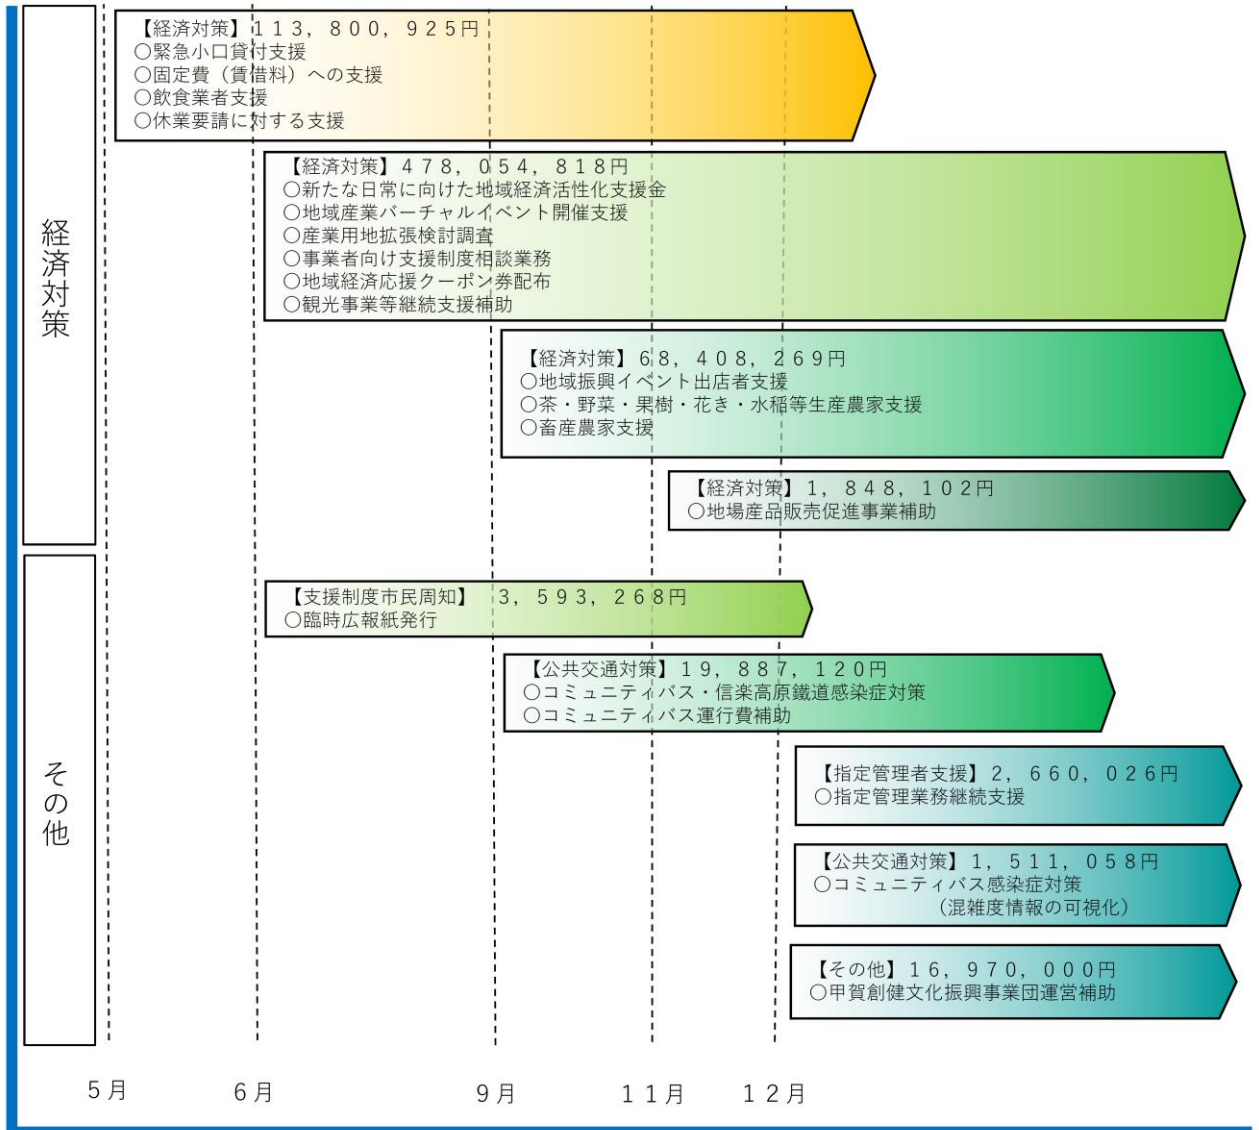 経済対策
【経済対策】113,800,925円
○緊急小口貸付支援
○固定費（賃借料）への支援
○飲食業者支援
○休業要請に対する支援
【経済対策】478,054,818円
○新たな日常に向けた地域経済活性化支援金
○地域産業バーチャルイベント開催支援
○産業用地拡張検討調査
○事業者向け支援制度相談業務
○地域経済応援クーポン券配布
○観光事業等継続支援補助
【経済対策】68,408,269円
○地域振興イベント出店者支援
○茶・野菜・果樹・花き・水稲等生産農家支援
○畜産農家支援
【経済対策】1,848,102円
○地場産品販売促進事業補助
その他
【支援制度市民周知】 3,593,268円
○臨時広報紙発行
【公共交通対策】19,887,120円
○コミュニティバス・信楽高原鐵道感染症対策
○コミュニティバス運行費補助
【指定管理者支援】2,660,026円
○指定管理業務継続支援
【公共交通対策】1,511,058円
○コミュニティバス感染症対策
（混雑度情報の可視化）
【その他】16,970,000円
○甲賀創健文化振興事業団運営補助
5月 6月 9月 11月 12月